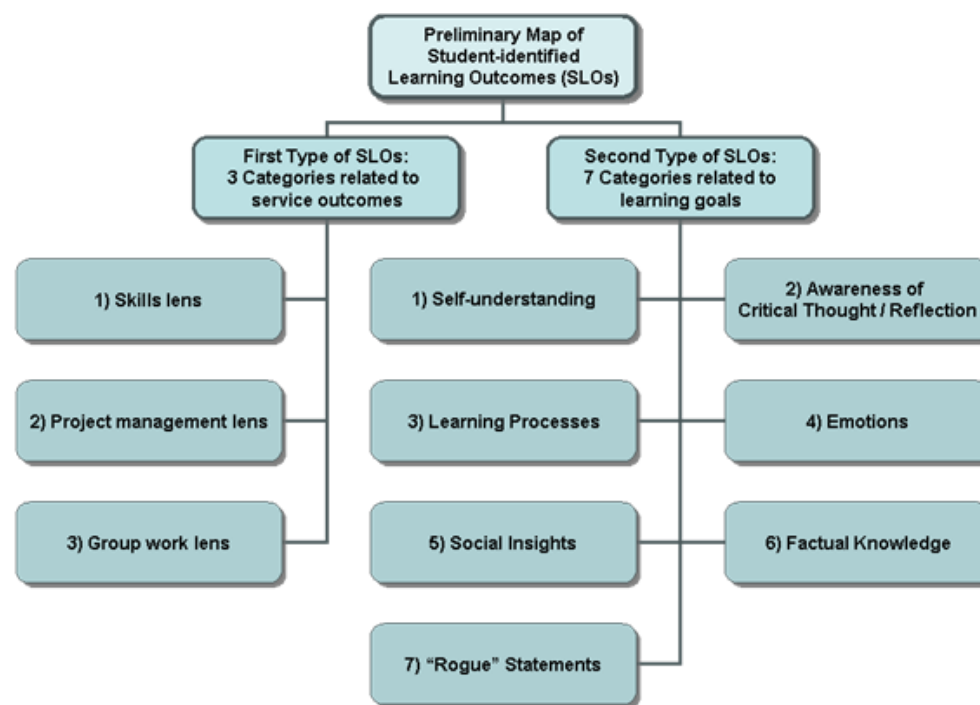 Preliminary Map of
Student-identified
Learning Outcomes (SLOs)
First Type of SLOs:
3 Categories related to
service outcomes
Second Type of SLOs:
7 Categories related to
learning goals
1) Skills lens
2) Project management lens
3) Group work lens
1) Self-understanding
2) Awareness of
Critical Thought / Reflection
3) Learning Processes
4) Emotions
5) Social Insights
6) Factual Knowledge
7) “Rogue” Statements